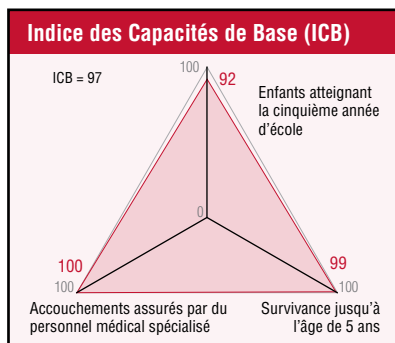 Indice des Capacités de Base (ICB)
ICB = 97
100
92
Enfants atteignant
la cinquième année
d'école
0
100
100
99
100
Accouchements assurés par du
personnel médical spécialisé
Survivance jusqu'à
l'âge de 5 ans